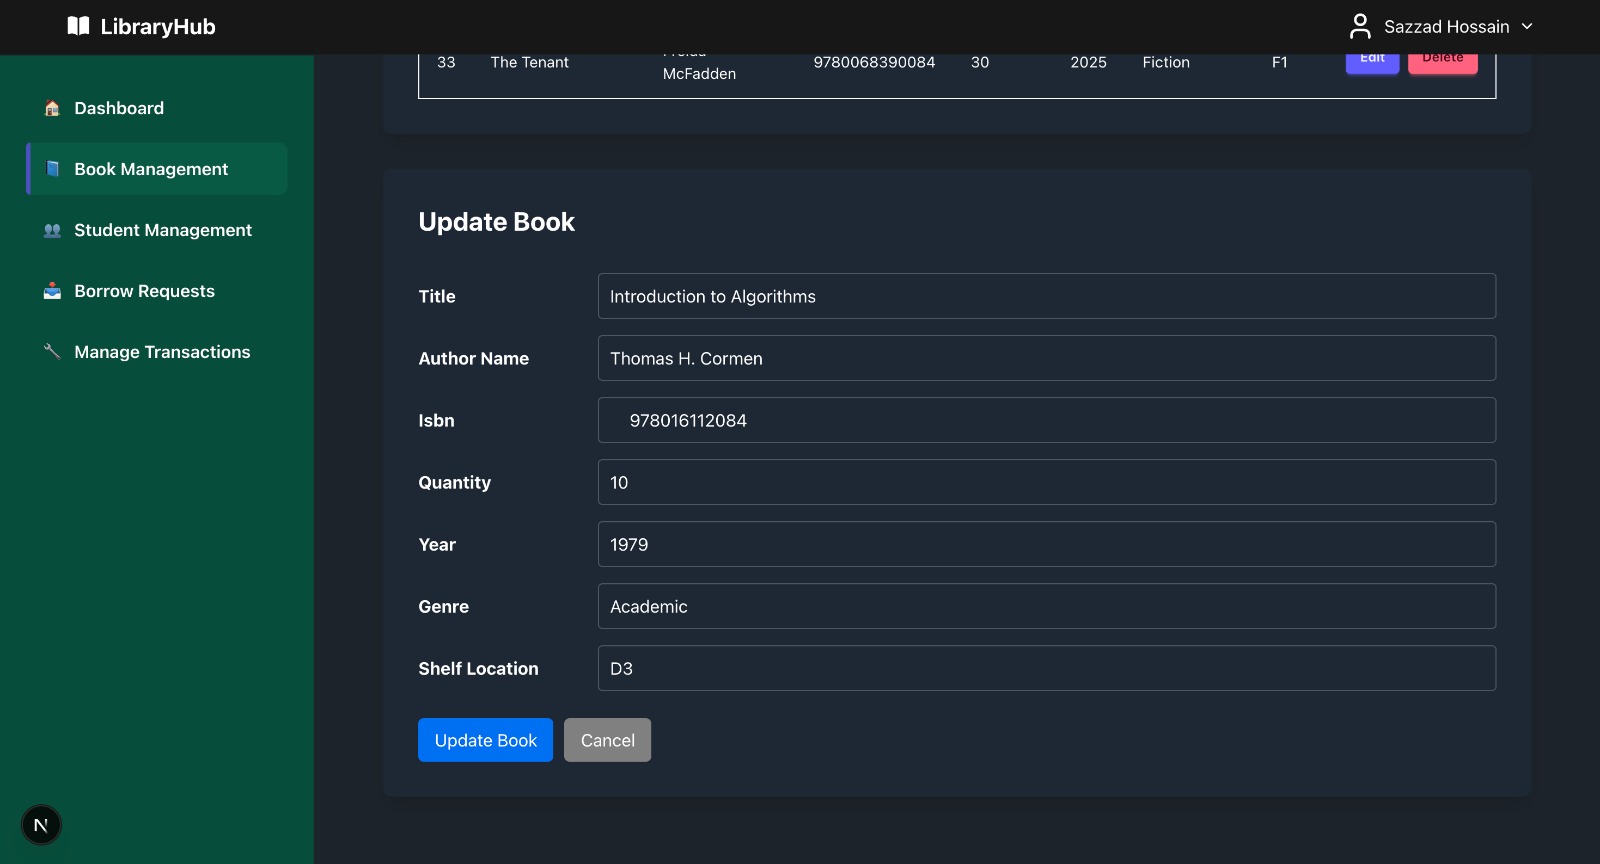 LibraryHub
Sazzad Hossain
Dashboard
Book Management
Student Management
Borrow Requests
Manage Transactions
33 The Tenant McFadden 9780068390084 30 2025 Fiction F1 Edit Delete
Update Book
Title Introduction to Algorithms
Author Name Thomas H. Cormen
Isbn 978016112084
Quantity 10
Year 1979
Genre Academic
Shelf Location D3
Update Book Cancel
N